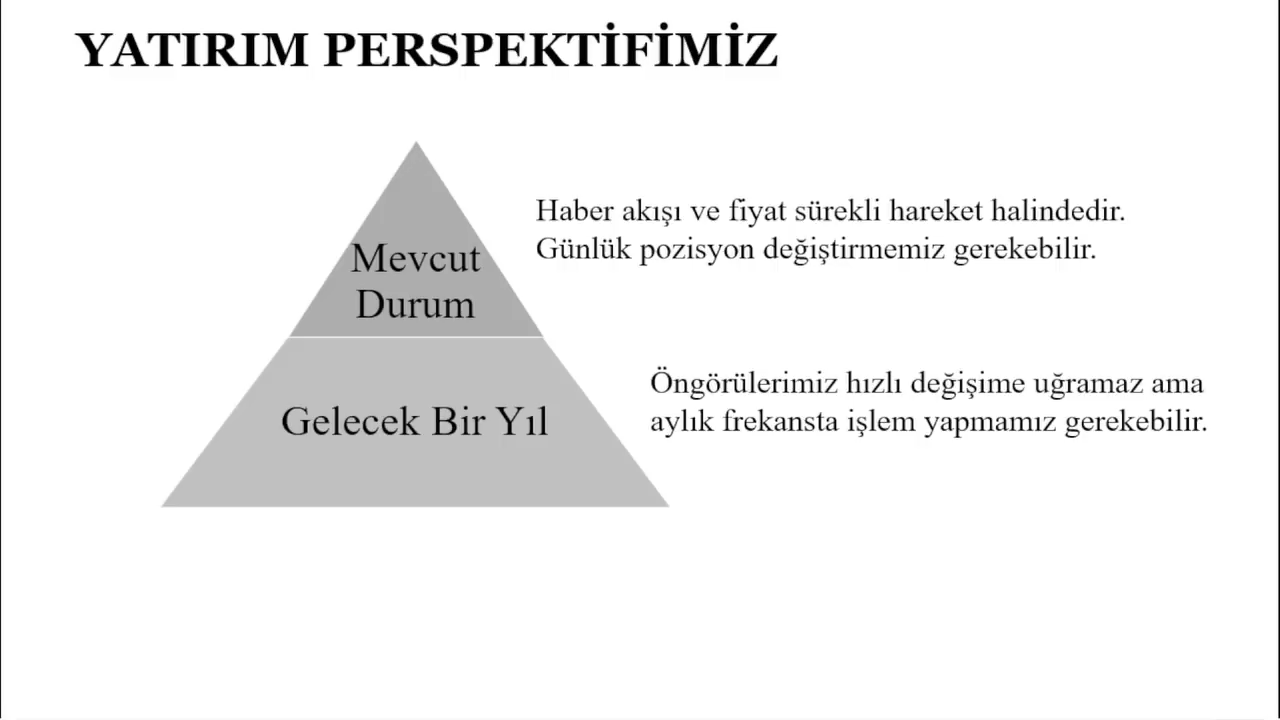 YATIRIM PERSPEKTİFİMİZ
Mevcut
Durum
Haber akışı ve fiyat sürekli hareket halindedir.
Günlük pozisyon değiştirmemiz gerekebilir.
Gelecek Bir Yıl
Öngörülerimiz hızlı değişime uğramaz ama
aylık frekansta işlem yapmamız gerekebilir.